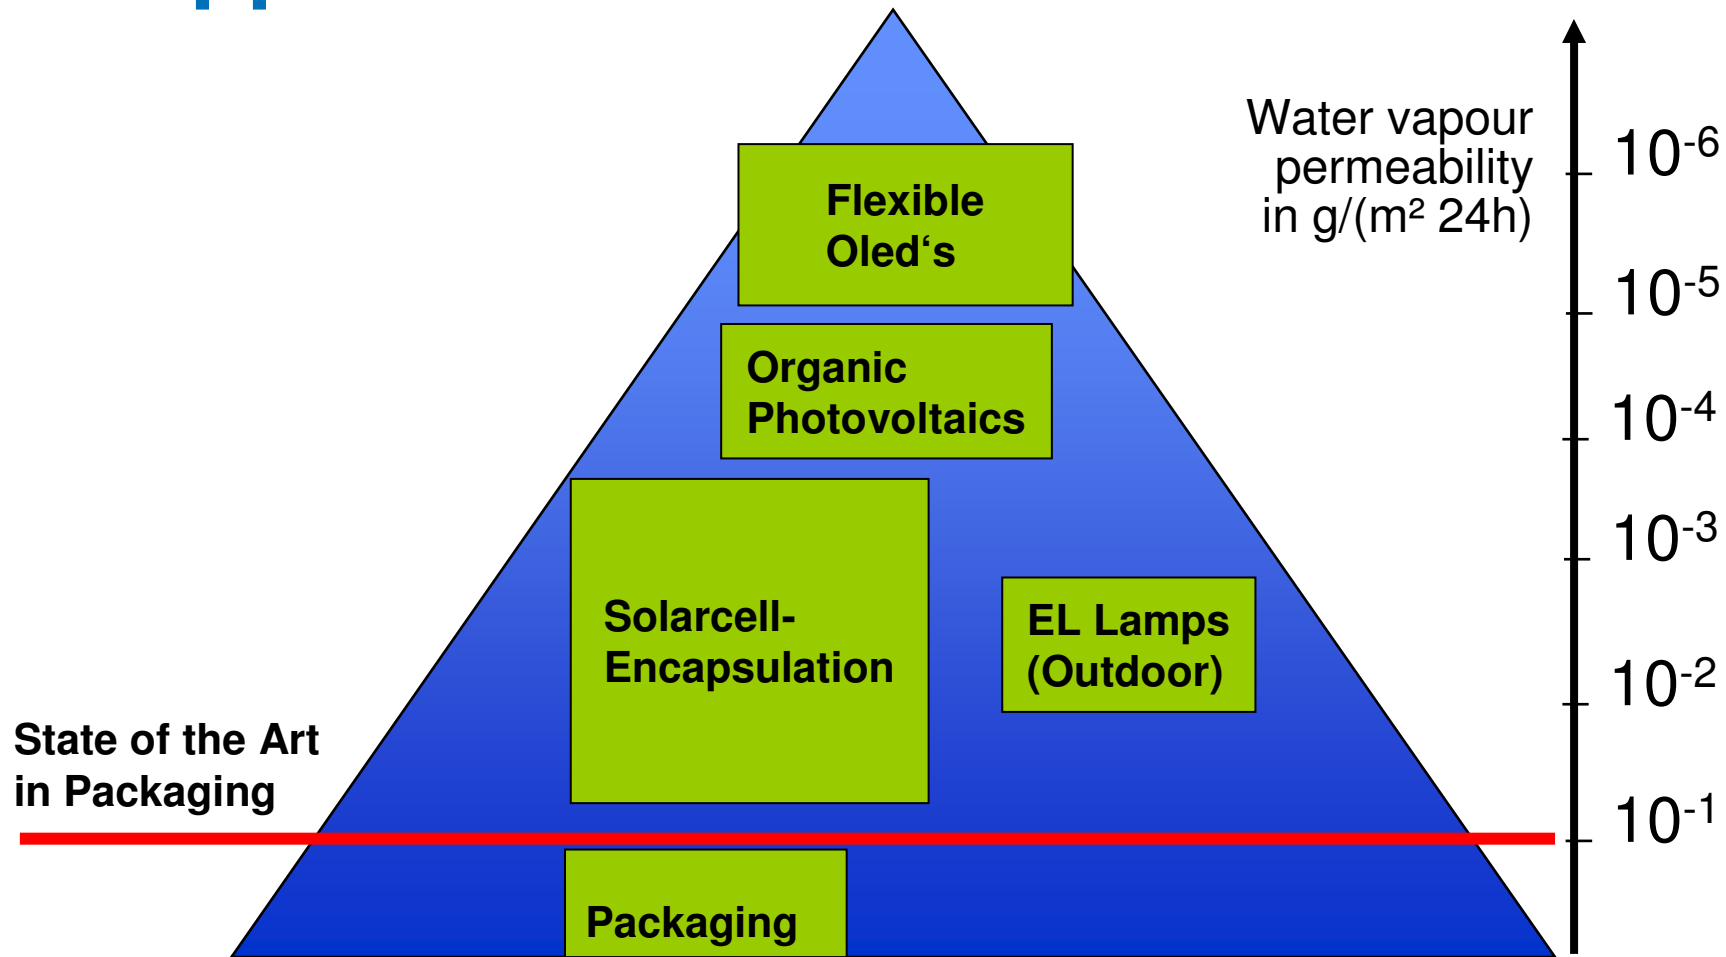 Water vapour
permeability
in g/(m² 24h)
10⁻⁶
Flexible
Oled‘s
10⁻⁵
Organic
Photovoltaics
10⁻⁴
10⁻³
Solarcell-
Encapsulation
EL Lamps
(Outdoor)
10⁻²
State of the Art
in Packaging
10⁻¹
Packaging